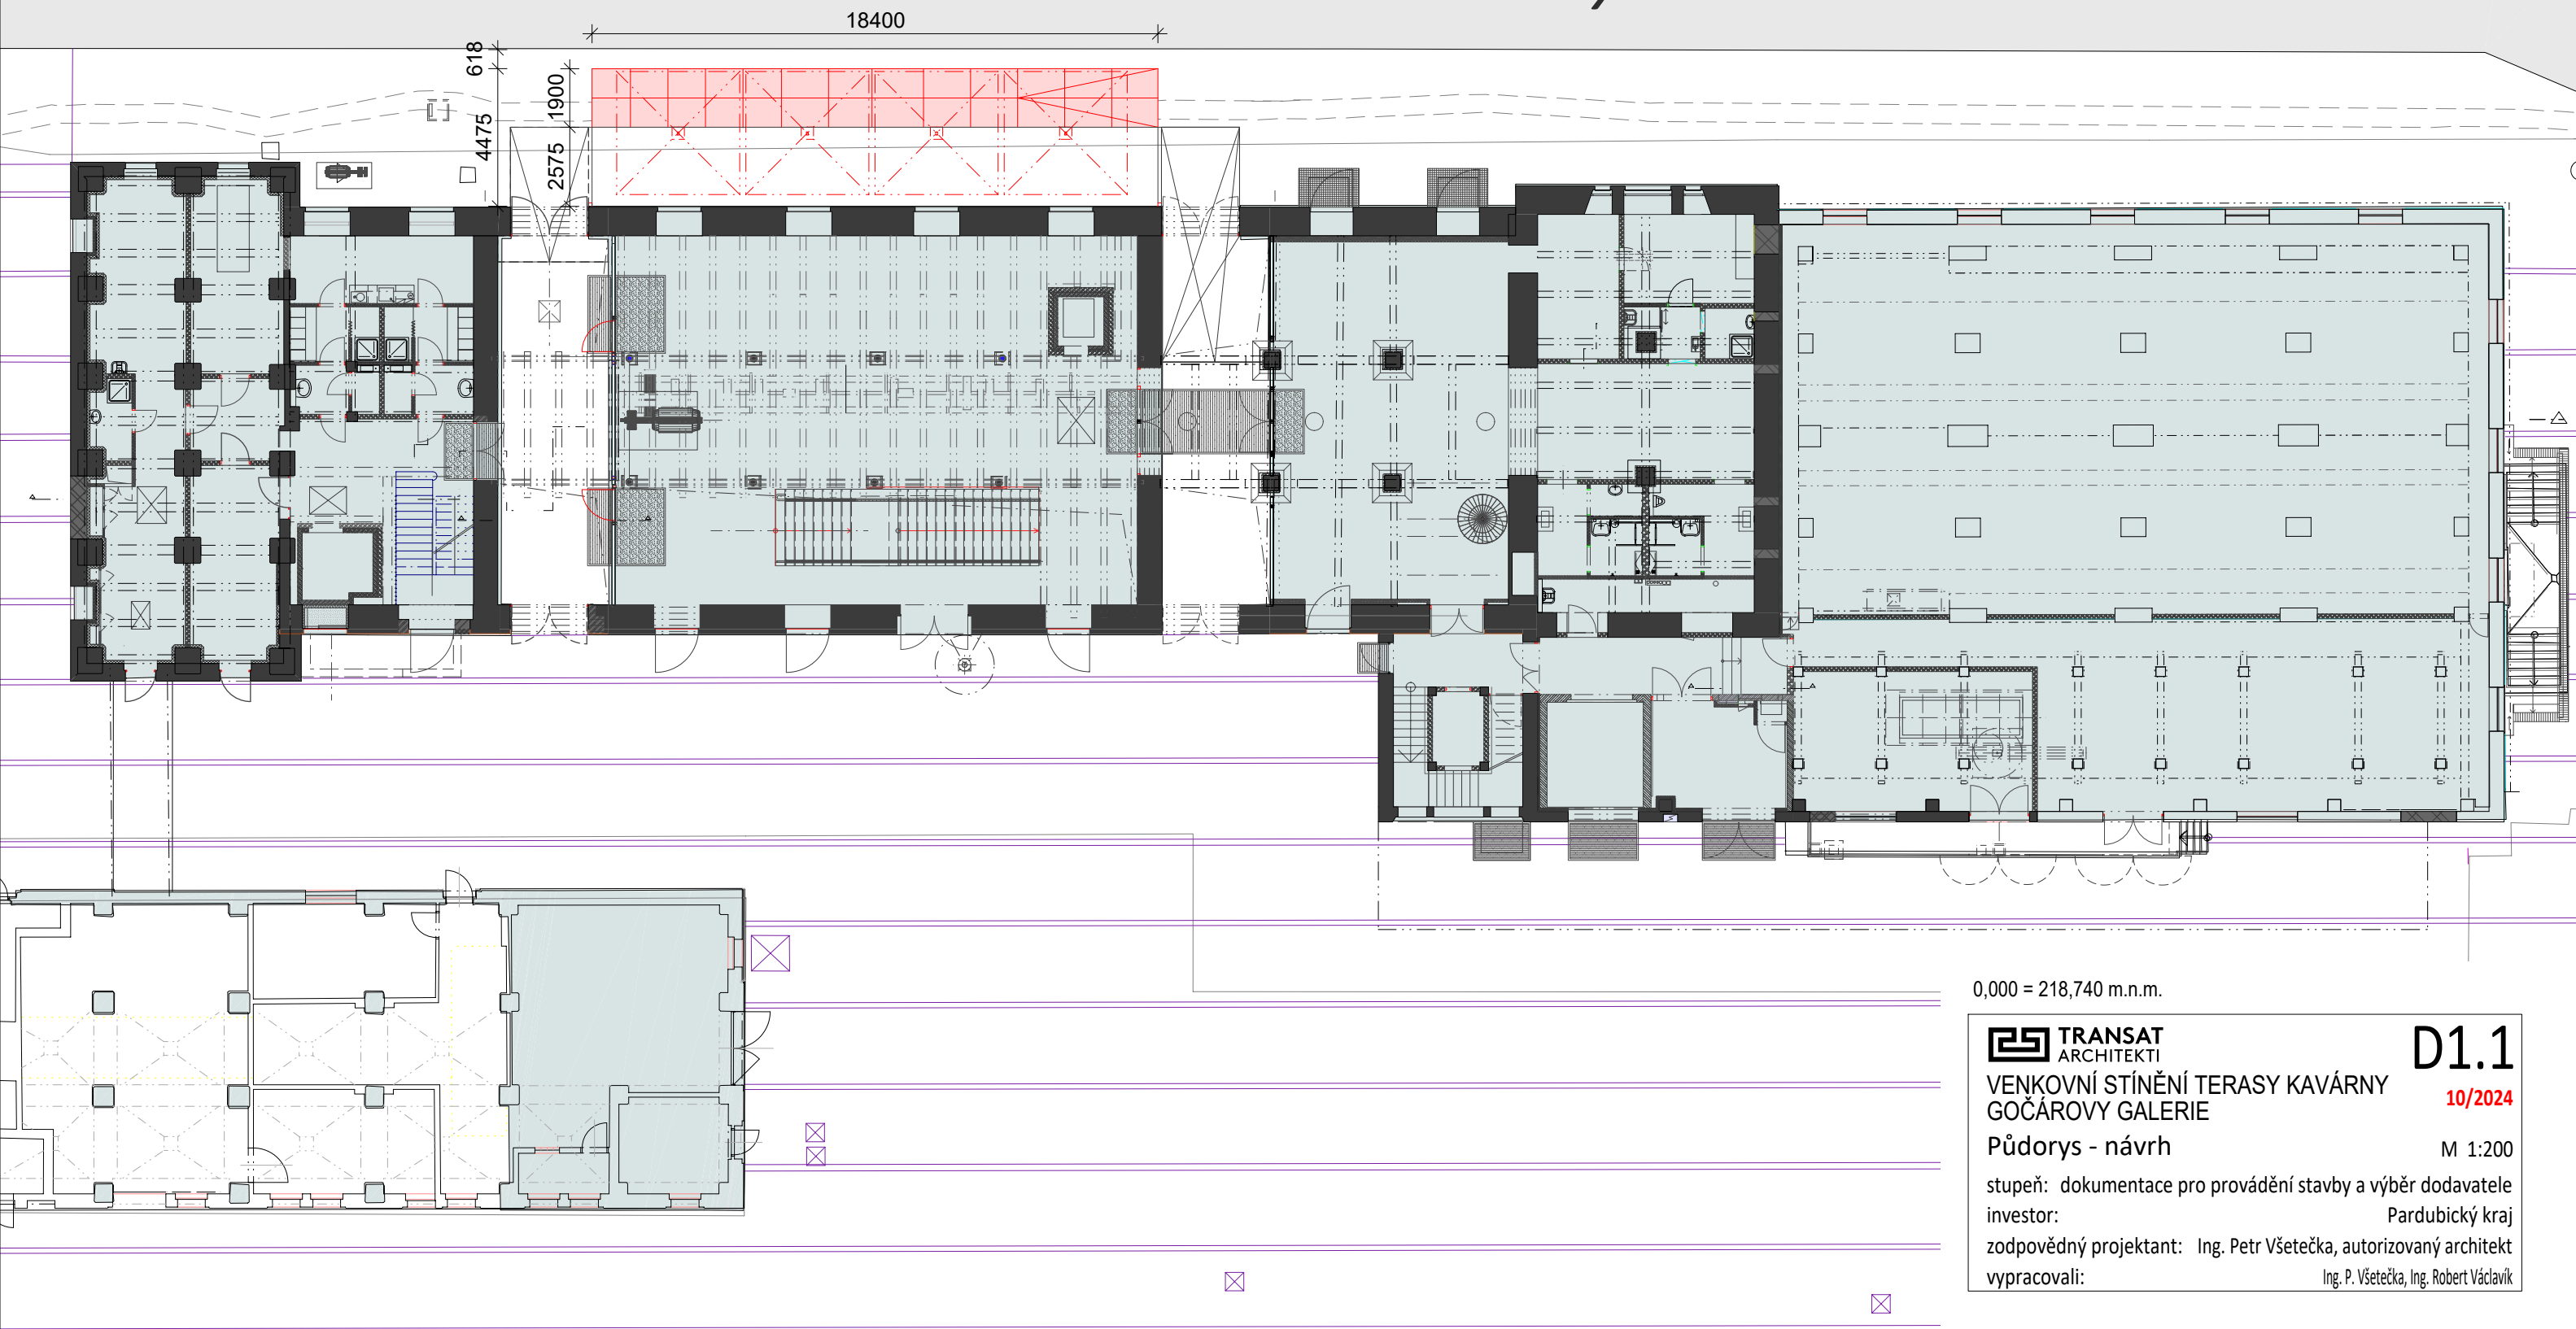 18400
618
4475
1900
2575
0,000 = 218,740 m.n.m.
TRANSAT
ARCHITEKTI
D1.1
VENKOVNÍ STÍNĚNÍ TERASY KAVÁRNY
GOČÁROVY GALERIE
10/2024
Půdorys - návrh
M 1:200
stupeň: dokumentace pro provádění stavby a výběr dodavatele
investor: Pardubický kraj
zodpovědný projektant: Ing. Petr Všetečka, autorizovaný architekt
vypracovali: Ing. P. Všetečka, Ing. Robert Václavík